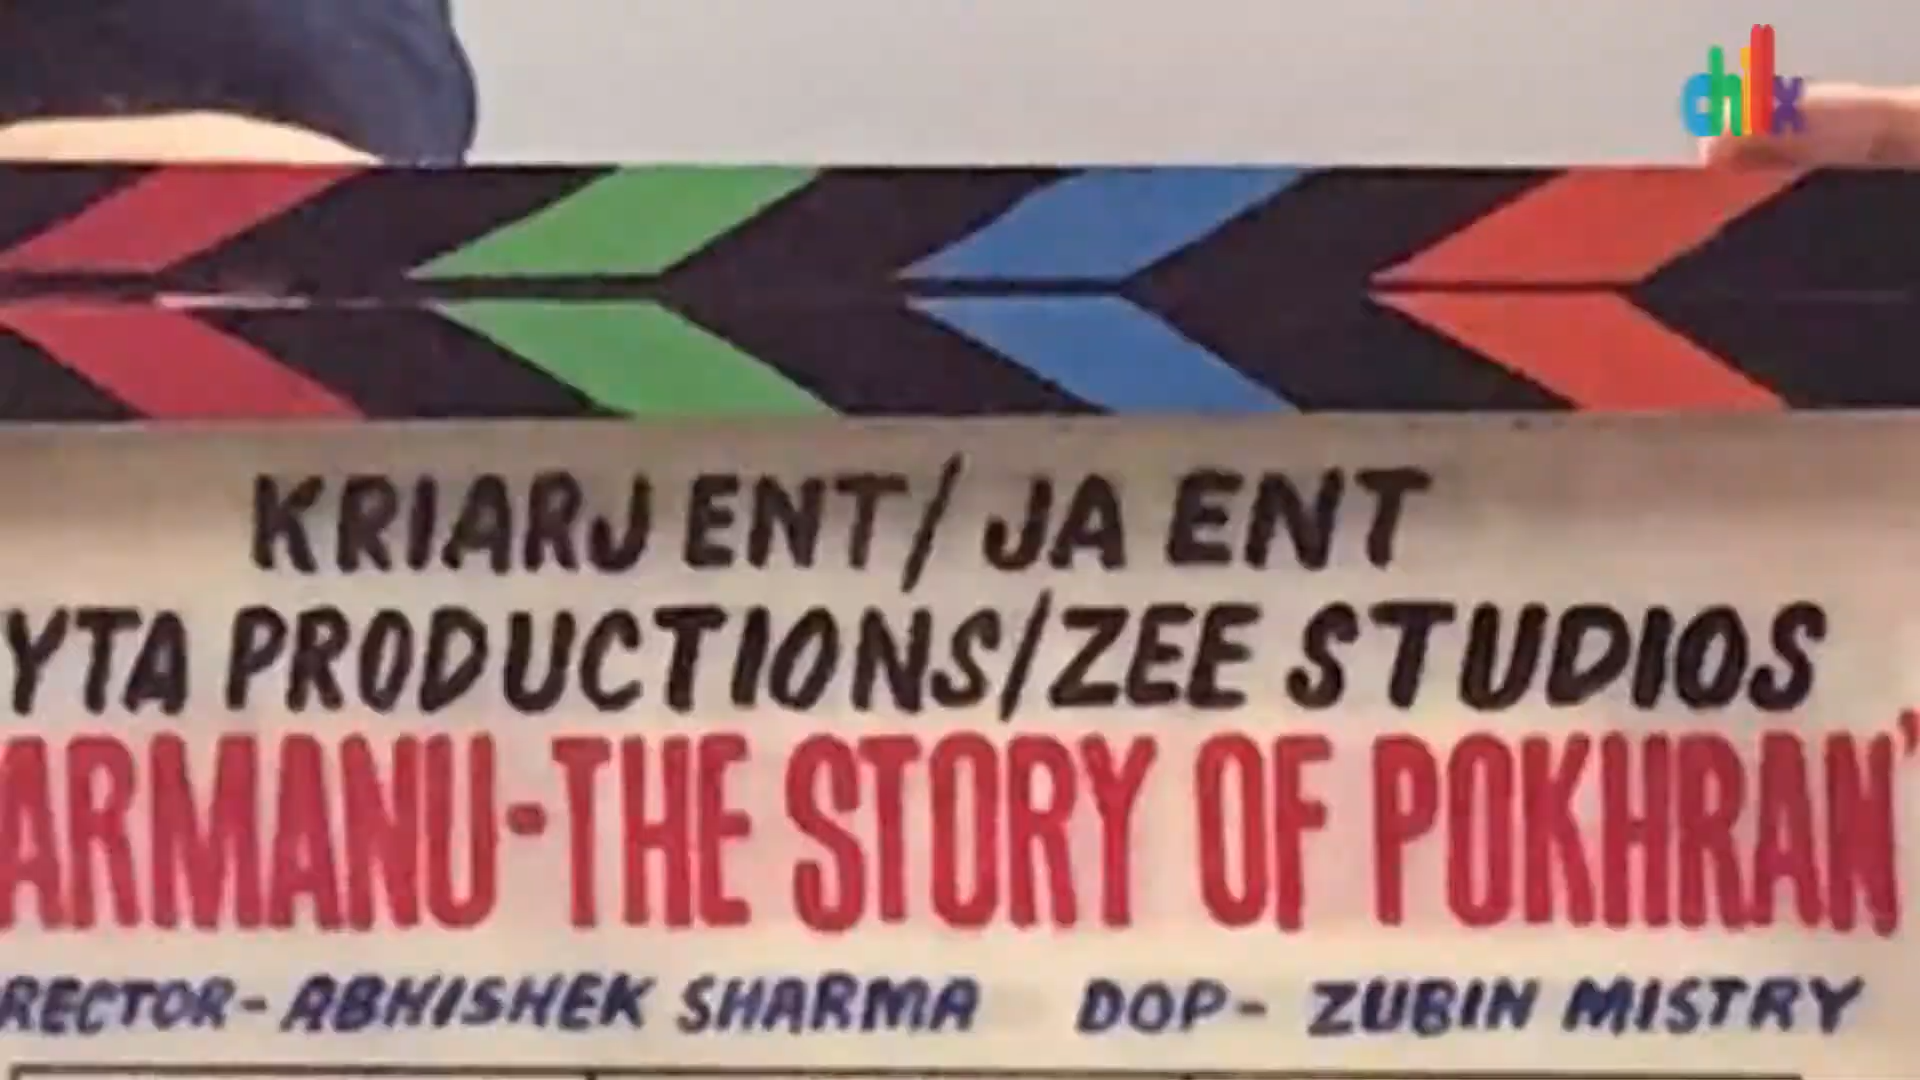 chillx
KRIARJ ENT/ JA ENT
YTA PRODUCTIONS/ZEE STUDIOS
ARMANU-THE STORY OF POKHRAN"
RECTOR- ABHISHEK SHARMA DOP- ZUBIN MISTRY